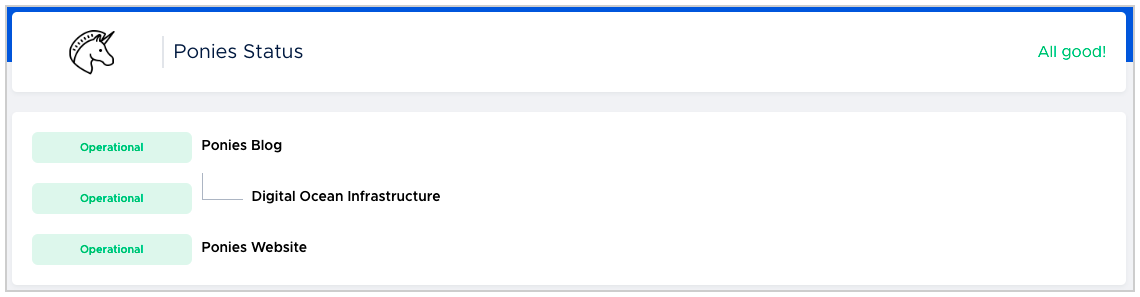 Ponies Status
All good!
Operational Ponies Blog
Operational Digital Ocean Infrastructure
Operational Ponies Website